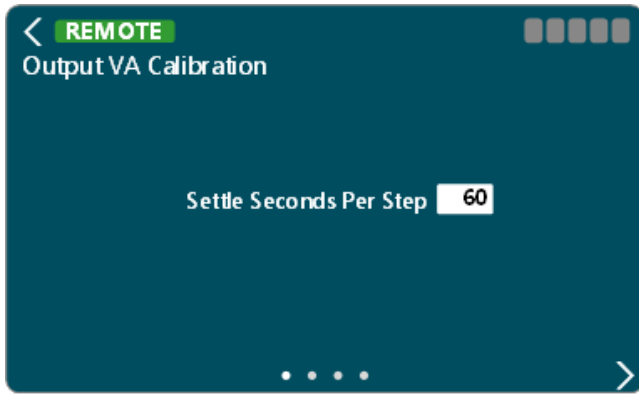 REMOTE
Output VA Calibration
Settle Seconds Per Step 60